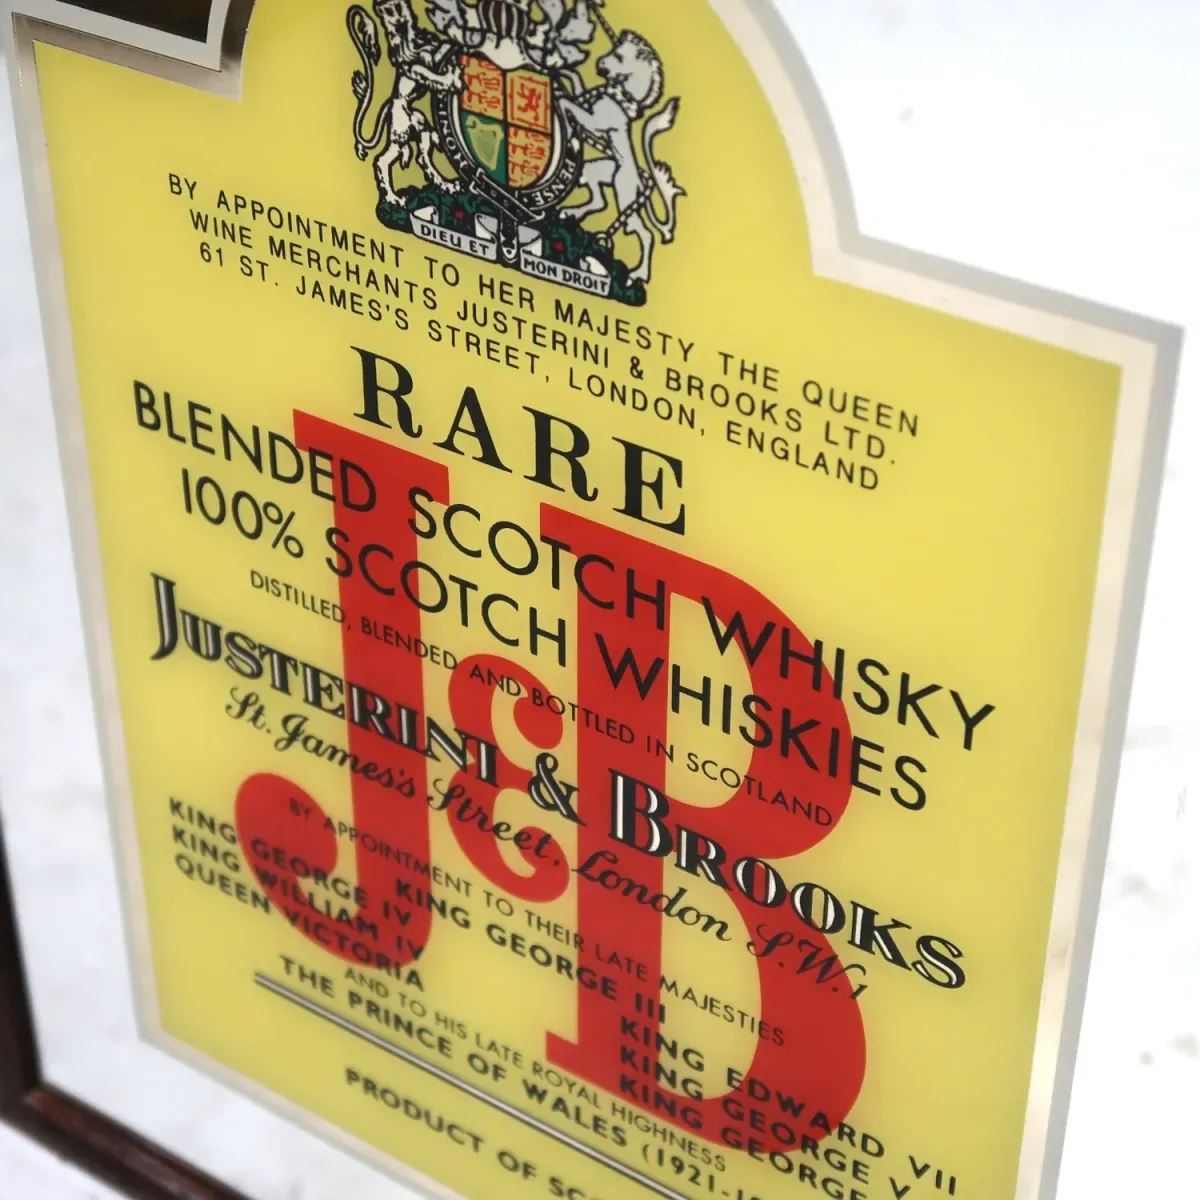 DIEU ET MON DROIT
BY APPOINTMENT TO HER MAJESTY THE QUEEN
WINE MERCHANTS JUSTERINI & BROOKS LTD.
61 ST. JAMES'S STREET, LONDON, ENGLAND
RARE
J&B
BLENDED SCOTCH WHISKY
100% SCOTCH WHISKIES
DISTILLED, BLENDED AND BOTTLED IN SCOTLAND
JUSTERINI & BROOKS
St. James's Street, London S.W.1
BY APPOINTMENT TO THEIR LATE MAJESTIES
KING GEORGE III
KING GEORGE IV
KING WILLIAM IV
QUEEN VICTORIA
KING EDWARD VII
KING GEORGE V
KING GEORGE
AND TO HIS LATE ROYAL HIGHNESS
THE PRINCE OF WALES (1921-
PRODUCT OF